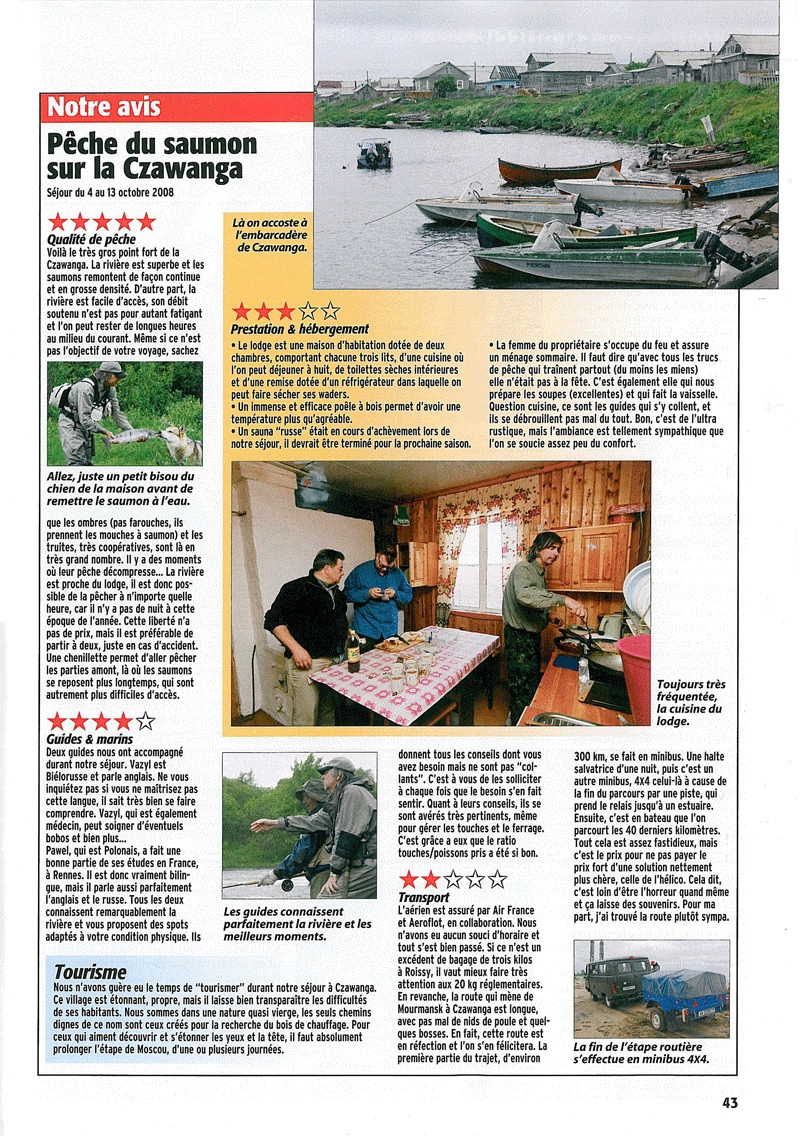 Notre avis
Pêche du saumon
sur la Czawanga
Séjour du 4 au 13 octobre 2008
Qualité de pêche
Voilà le très gros point fort de la
Czawanga. La rivière est superbe et les
saumons remontent de façon continue
et en grosse densité. D'autre part, la
rivière est facile d'accès, son débit
soutenu n'est pas pour autant fatigant
et l'on peut rester de longues heures
au milieu du courant. Même si ce n'est
pas l'objectif de votre voyage, sachez
Allez, juste un petit bisou du
chien de la maison avant de
remettre le saumon à l'eau.
que les ombres (pas farouches, ils
prennent les mouches à saumon) et les
truites, très coopératives, sont là en
très grand nombre. Il y a des moments
où leur pêche décompresse... La rivière
est proche du lodge, il est donc pos-
sible de la pêcher à n'importe quelle
heure, car il n'y a pas de nuit à cette
époque de l'année. Cette liberté n'a
pas de prix, mais il est préférable de
partir à deux, juste en cas d'accident.
Une chenillette permet d'aller pêcher
les parties amont, là où les saumons
se reposent plus longtemps, qui sont
autrement plus difficiles d'accès.
Guides & marins
Deux guides nous ont accompagné
durant notre séjour. Vazyl est
Biélorusse et parle anglais. Ne vous
inquiétez pas si vous ne maîtrisez pas
cette langue, il sait très bien se faire
comprendre. Vazyl, qui est également
médecin, peut soigner d'éventuels
bobos et bien plus...
Pawel, qui est Polonais, a fait une
bonne partie de ses études en France,
à Rennes. Il est donc vraiment bilin-
gue, mais il parle aussi parfaitement
l'anglais et le russe. Tous les deux
connaissent remarquablement la
rivière et vous proposent des spots
adaptés à votre condition physique. Ils
Là on accoste à
l'embarcadère
de Czawanga.
Prestation & hébergement
• Le lodge est une maison d'habitation dotée de deux
chambres, comportant chacune trois lits, d'une cuisine où
l'on peut déjeuner à huit, de toilettes sèches intérieures
et d'une remise dotée d'un réfrigérateur dans laquelle on
peut faire sécher ses waders.
• Un immense et efficace poêle à bois permet d'avoir une
température plus qu'agréable.
• Un sauna "russe" était en cours d'achèvement lors de
notre séjour, il devrait être terminé pour la prochaine saison.
• La femme du propriétaire s'occupe du feu et assure
un ménage sommaire. Il faut dire qu'avec tous les trucs
de pêche qui traînent partout (du moins les miens)
elle n'était pas à la fête. C'est également elle qui nous
prépare les soupes (excellentes) et qui fait la vaisselle.
Question cuisine, ce sont les guides qui s'y collent, et
ils se débrouillent pas mal du tout. Bon, c'est de l'ultra
rustique, mais l'ambiance est tellement sympathique que
l'on se soucie assez peu du confort.
Toujours très
fréquentée,
la cuisine du
lodge.
Les guides connaissent
parfaitement la rivière et les
meilleurs moments.
donnent tous les conseils dont vous
avez besoin mais ne sont pas "col-
lants". C'est à vous de les solliciter
à chaque fois que le besoin s'en fait
sentir. Quant à leurs conseils, ils se
sont avérés très pertinents, même
pour gérer les touches et le ferrage.
C'est grâce a eux que le ratio
touches/poissons pris a été si bon.
Transport
L'aérien est assuré par Air France
et Aeroflot, en collaboration. Nous
n'avons eu aucun souci d'horaire et
tout s'est bien passé. Si ce n'est un
excédent de bagage de trois kilos
à Roissy, il vaut mieux faire très
attention aux 20 kg réglementaires.
En revanche, la route qui mène de
Mourmansk à Czawanga est longue,
avec pas mal de nids de poule et quel-
ques bosses. En fait, cette route est
en réfection et l'on s'en félicitera. La
première partie du trajet, d'environ
300 km, se fait en minibus. Une halte
salvatrice d'une nuit, puis c'est un
autre minibus, 4X4 celui-là à cause de
la fin du parcours par une piste, qui
prend le relais jusqu'à un estuaire.
Ensuite, c'est en bateau que l'on
parcourt les 40 derniers kilomètres.
Tout cela est assez fastidieux, mais
c'est le prix pour ne pas payer le
prix fort d'une solution nettement
plus chère, celle de l'hélico. Cela dit,
c'est loin d'être l'horreur quand même
et ça laisse des souvenirs. Pour ma
part, j'ai trouvé la route plutôt sympa.
La fin de l'étape routière
s'effectue en minibus 4X4.
Tourisme
Nous n'avons guère eu le temps de "tourismer" durant notre séjour à Czawanga.
Ce village est étonnant, propre, mais il laisse bien transparaître les difficultés
de ses habitants. Nous sommes dans une nature quasi vierge, les seuls chemins
dignes de ce nom sont ceux créés pour la recherche du bois de chauffage. Pour
ceux qui aiment découvrir et s'étonner les yeux et la tête, il faut absolument
prolonger l'étape de Moscou, d'une ou plusieurs journées.
43